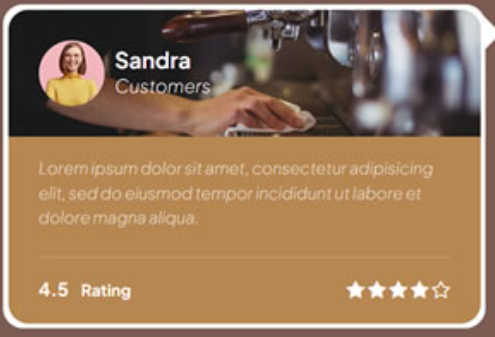 Sandra
Customers
Lorem ipsum dolor sit amet, consectetur adipisicing
elit, sed do eiusmod tempor incididunt ut labore et
dolore magna aliqua.
4.5 Rating